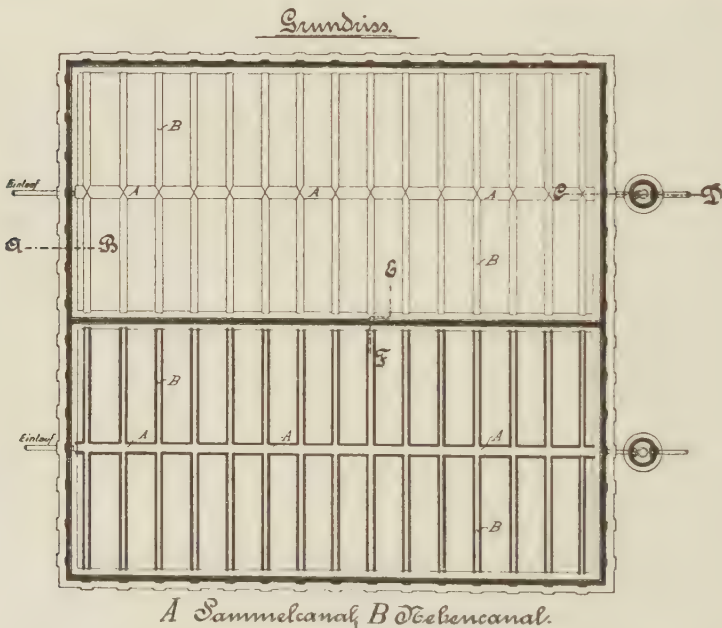 Grundriss.
B
Einlauf
A A A C D
A B
B
E
F
B
Einlauf
A A A
B
A Sammelcanal, B Nebencanal.